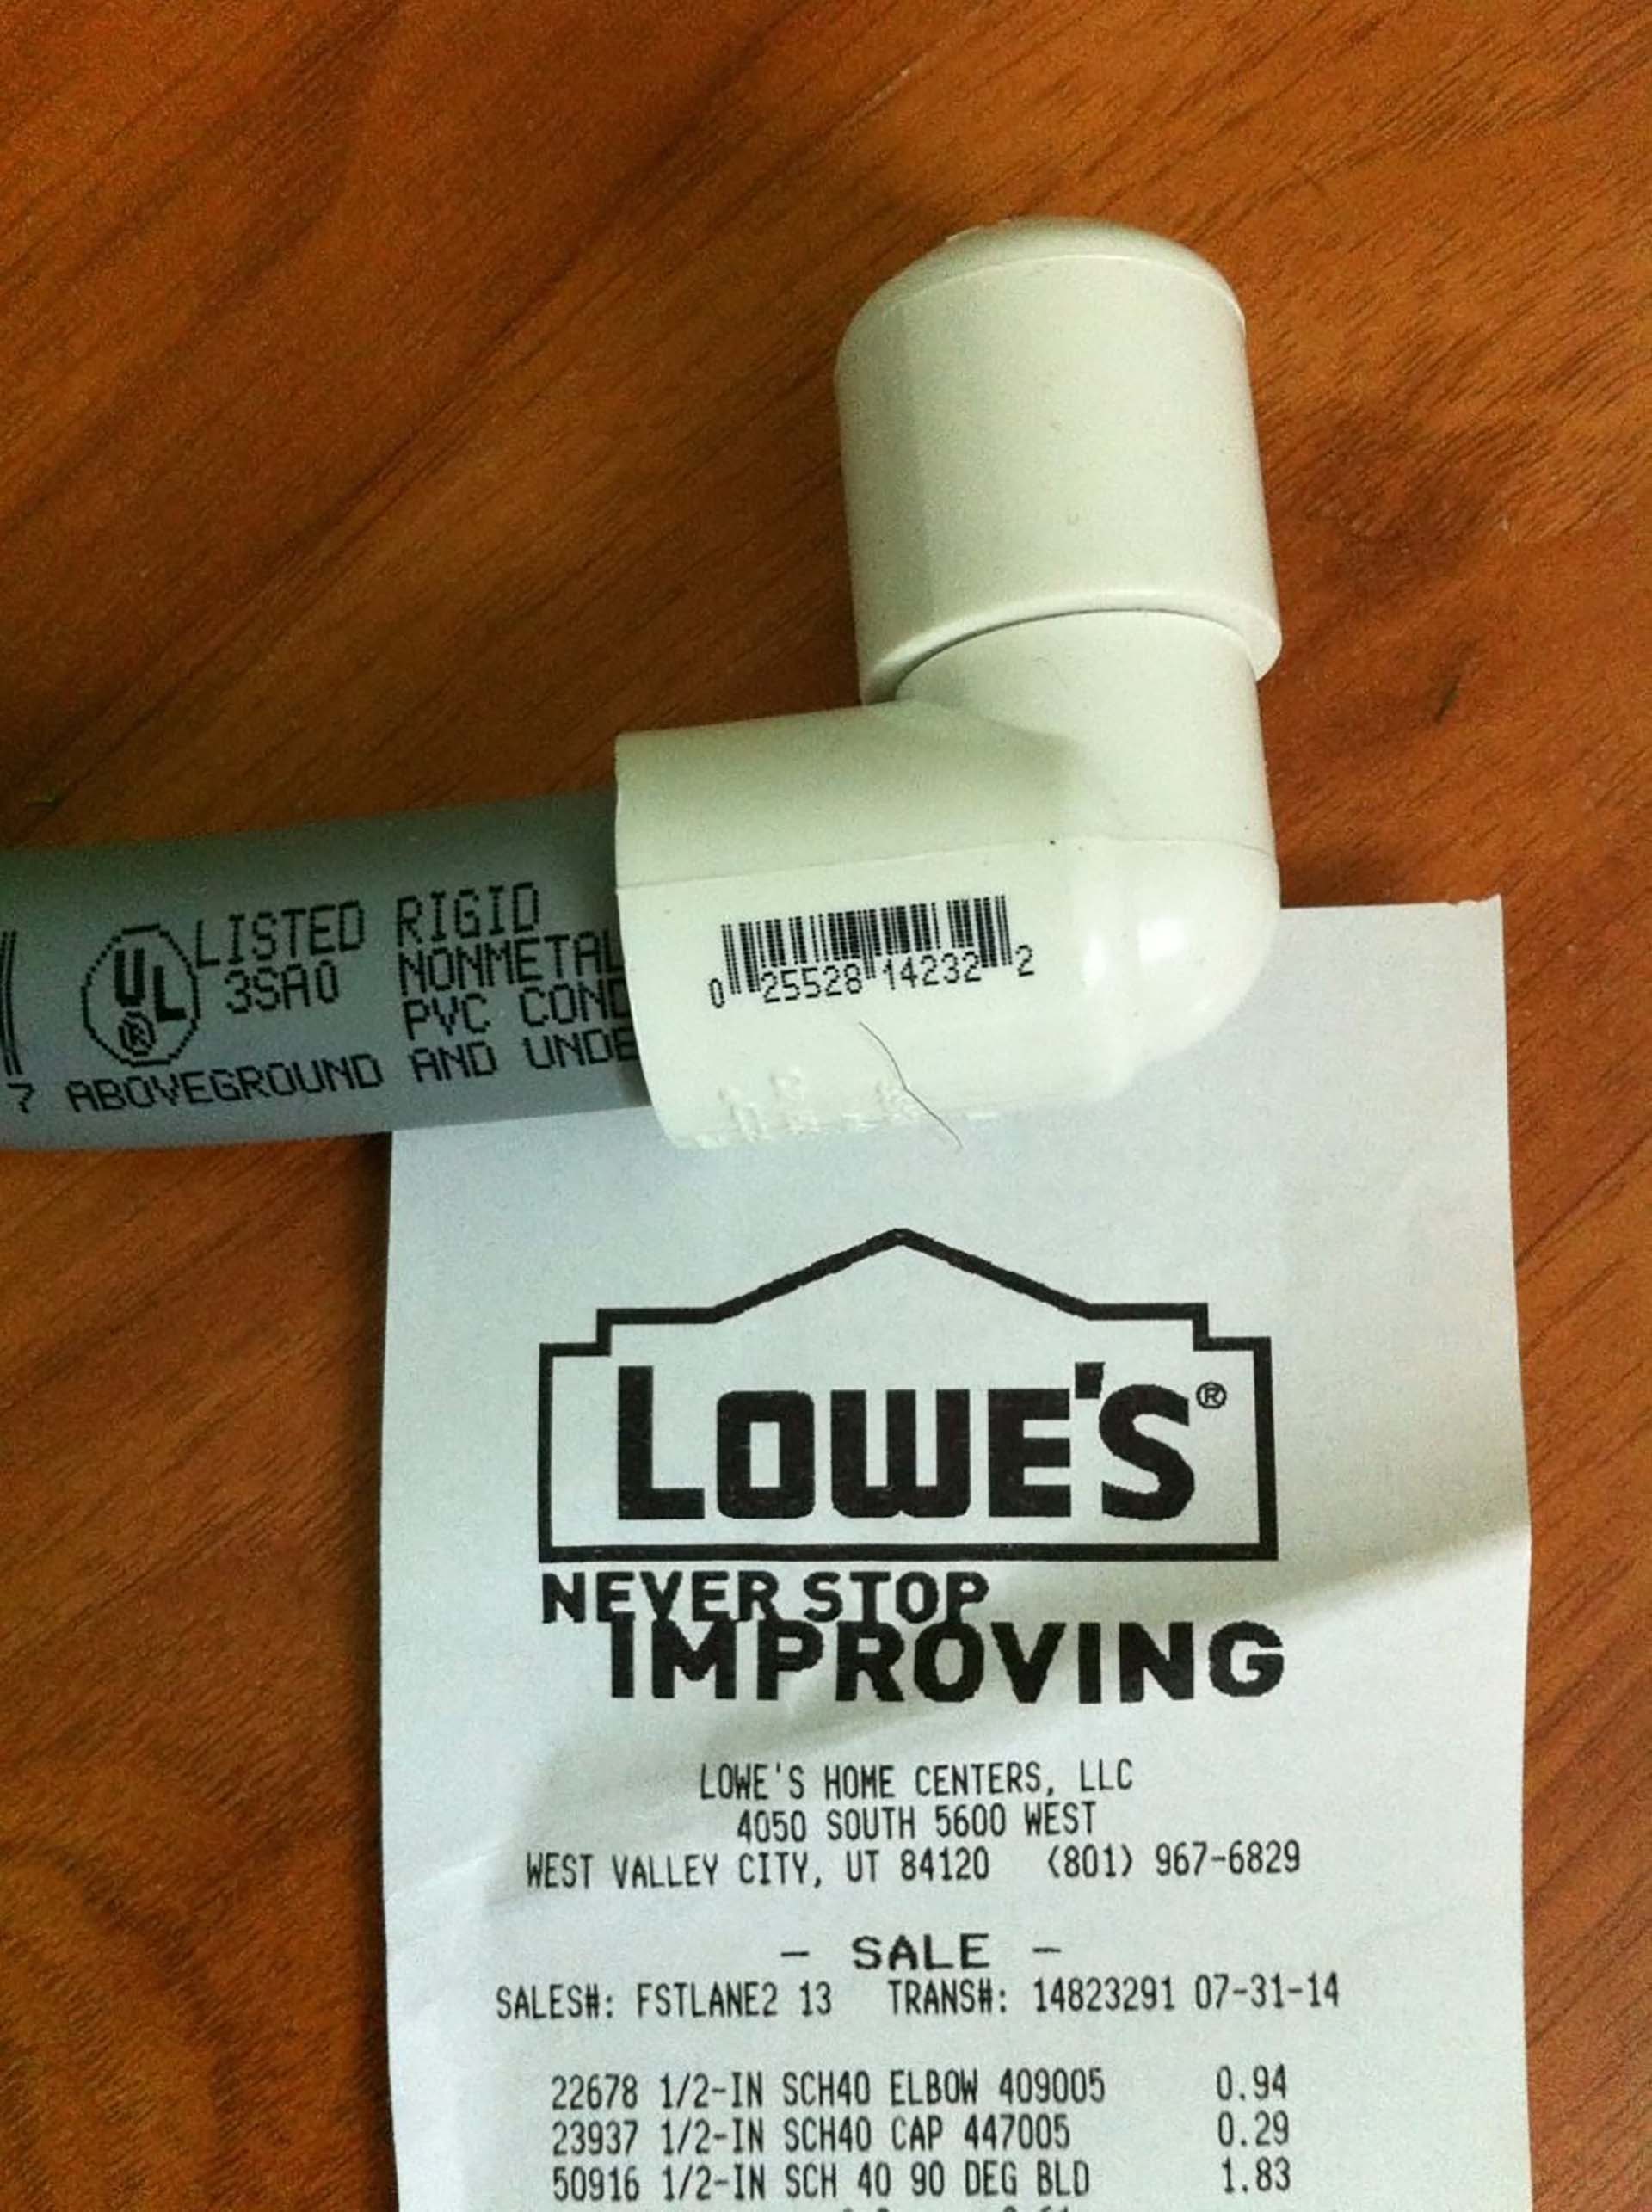 LISTED RIGID
UL 3SA0 NONMETAL
® PVC COND
7 ABOVEGROUND AND UNDE
0 25528 14232 2
LOWE'S®
NEVER STOP
IMPROVING
LOWE'S HOME CENTERS, LLC
4050 SOUTH 5600 WEST
WEST VALLEY CITY, UT 84120 (801) 967-6829
- SALE -
SALES#: FSTLANE2 13 TRANS#: 14823291 07-31-14
22678 1/2-IN SCH40 ELBOW 409005 0.94
23937 1/2-IN SCH40 CAP 447005 0.29
50916 1/2-IN SCH 40 90 DEG BLD 1.83